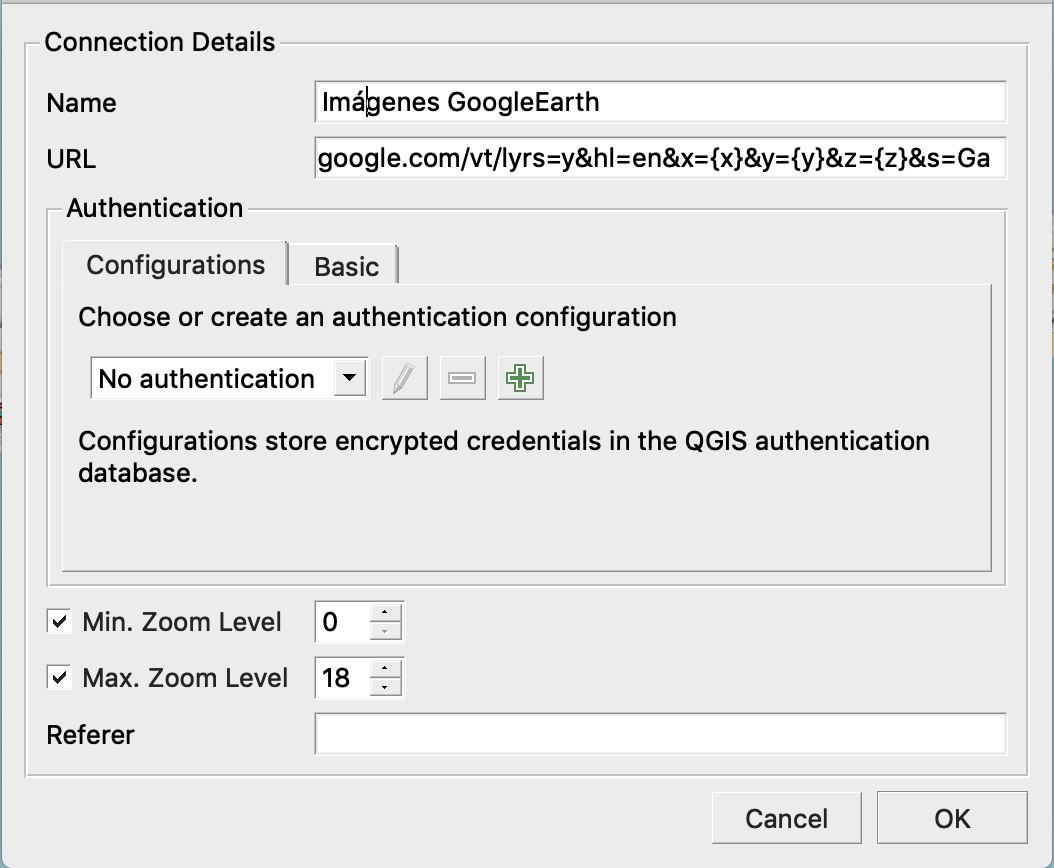 Connection Details
Name
Imágenes GoogleEarth
URL
google.com/vt/lyrs=y&hl=en&x={x}&y={y}&z={z}&s=Ga
Authentication
Configurations
Basic
Choose or create an authentication configuration
No authentication
Configurations store encrypted credentials in the QGIS authentication
database.
Min. Zoom Level
0
Max. Zoom Level
18
Referer
Cancel
OK